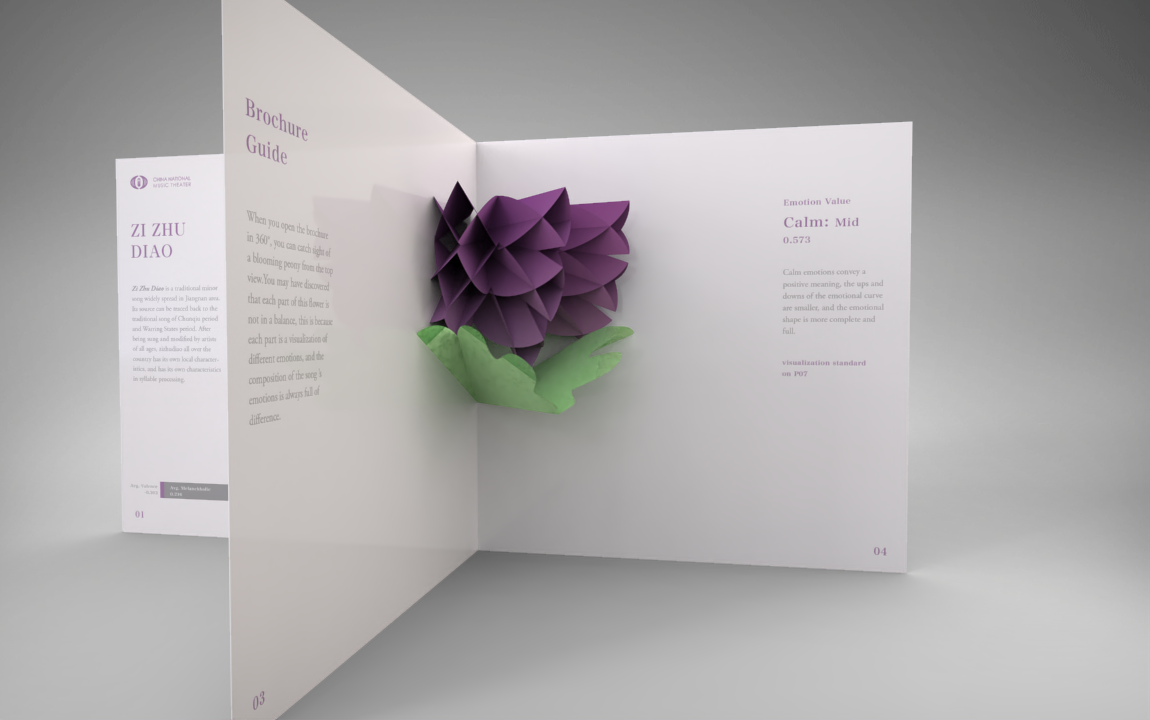 CHINA NATIONAL
MUSIC THEATER
ZI ZHU
DIAO
Zi Zhu Diao is a traditional minor
song widely spread in Jiangnan area.
Its source can be traced back to the
traditional song of Chunqiu period
and Warring States period. After
being sung and modified by artists
of all ages, zizhudiao all over the
country has its own local character-
istics, and has its own characteristics
in syllable processing.
01
Brochure
Guide
When you open the brochure
in 360°, you can catch sight of
a blooming peony from the top
view.You may have discovered
that each part of this flower is
not in a balance, this is because
each part is a visualization of
different emotions, and the
composition of the song's
emotions is always full of
difference.
03
Emotion Value
Calm: Mid
0.573
Calm emotions convey a
positive meaning, the ups and
downs of the emotional curve
are smaller, and the emotional
shape is more complete and
full.
visualization standard
on P07
04